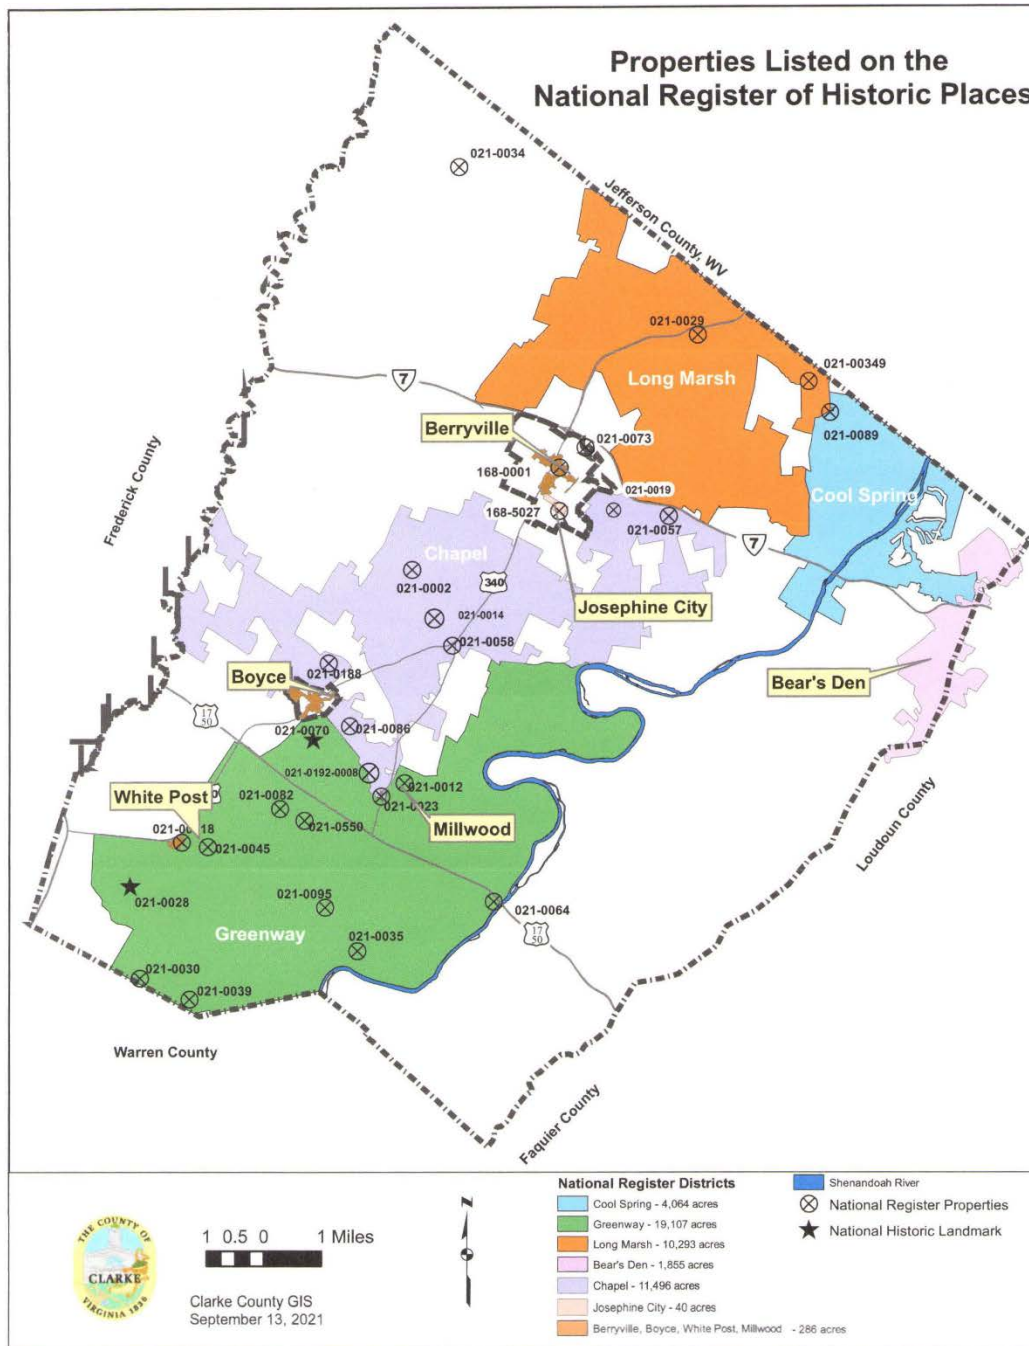 Properties Listed on the
National Register of Historic Places
021-0034
Jefferson County, WV
021-0029
Long Marsh
021-00349
021-0089
7
Berryville
021-0073
168-0001
021-0019
Cool Spring
168-5027
021-0057
7
Frederick County
Chapel
021-0002
340
Josephine City
021-0014
021-0058
021-0188
Boyce
Bear's Den
17
50
021-0070
021-0086
021-0192-0008
021-0012
White Post
021-0082
021-0023
021-0550
Millwood
021-0045
Loudoun County
021-0028
021-0095
021-0064
17
50
Greenway
021-0035
021-0030
021-0039
Warren County
Faquier County
THE COUNTY OF
CLARKE
VIRGINIA 1836
1 0.5 0 1 Miles
Clarke County GIS
September 13, 2021
N
National Register Districts
Cool Spring - 4,064 acres
Greenway - 19,107 acres
Long Marsh - 10,293 acres
Bear's Den - 1,855 acres
Chapel - 11,496 acres
Josephine City - 40 acres
Berryville, Boyce, White Post, Millwood - 286 acres
Shenandoah River
National Register Properties
National Historic Landmark